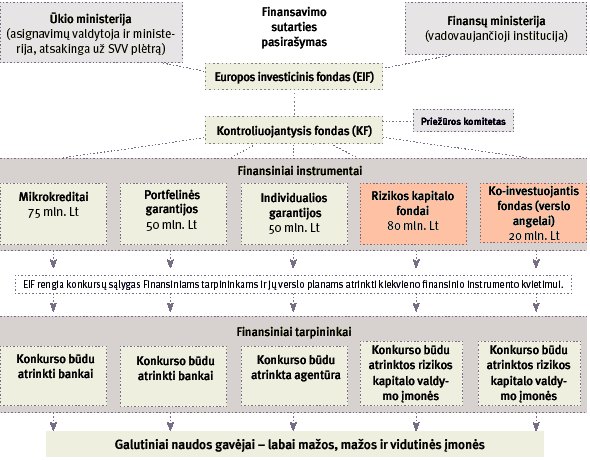 Ūkio ministerija
(asignavimų valdytoja ir ministe-
rija, atsakinga už SVV plėtrą)
Finansavimo
sutarties
pasirašymas
Finansų ministerija
(vadovaujančioji institucija)
Europos investicinis fondas (EIF)
Kontroliuojantysis fondas (KF)
Priežiūros komitetas
Finansiniai instrumentai
Mikrokreditai
75 mln. Lt
Portfelinės
garantijos
50 mln. Lt
Individualios
garantijos
50 mln. Lt
Rizikos kapitalo
fondai
80 mln. Lt
Ko-investuojantis
fondas (verslo
angelai)
20 mln. Lt
EIF rengia konkursų sąlygas Finansiniams tarpininkams ir jų verslo planams atrinkti kiekvieno finansinio instrumento kvietimui.
Finansiniai tarpininkai
Konkurso būdu
atrinkti bankai
Konkurso būdu
atrinkti bankai
Konkurso būdu
atrinkta agentūra
Konkurso būdu
atrinktos rizikos
kapitalo valdy-
mo įmonės
Konkurso būdu
atrinktos rizikos
kapitalo valdy-
mo įmonės
Galutiniai naudos gavėjai – labai mažos, mažos ir vidutinės įmonės